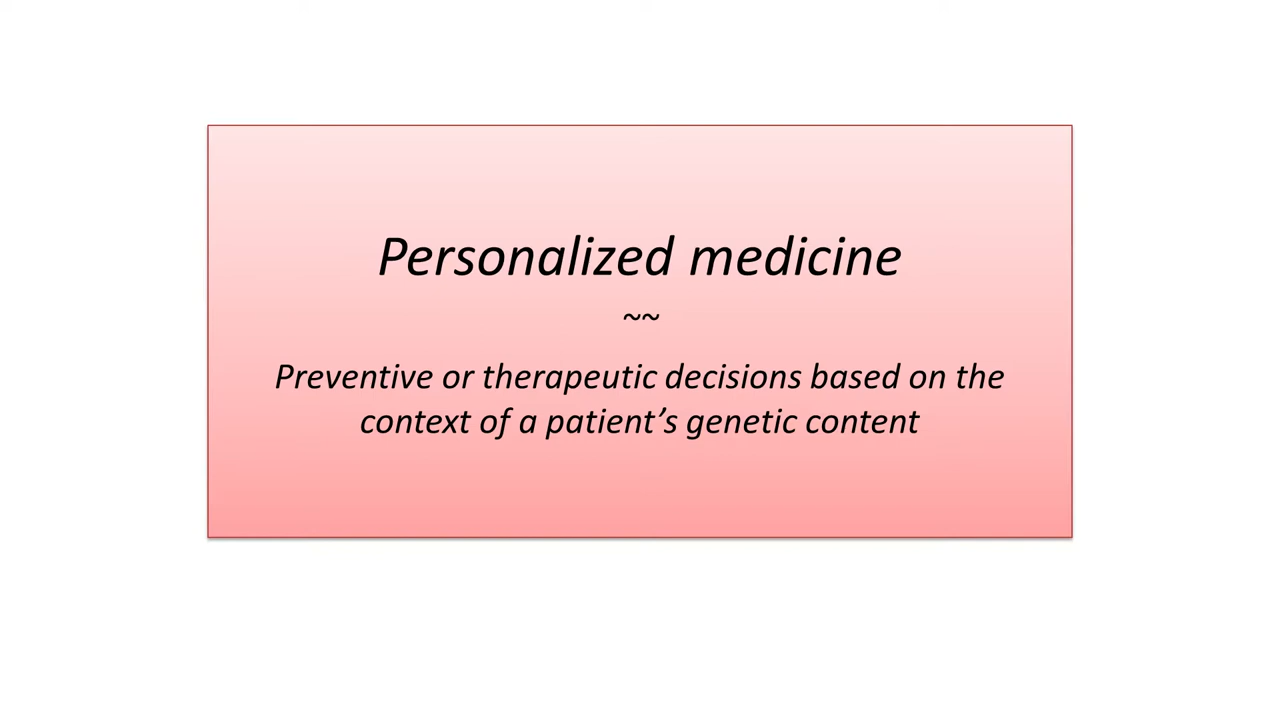 Personalized medicine
~~
Preventive or therapeutic decisions based on the
context of a patient’s genetic content